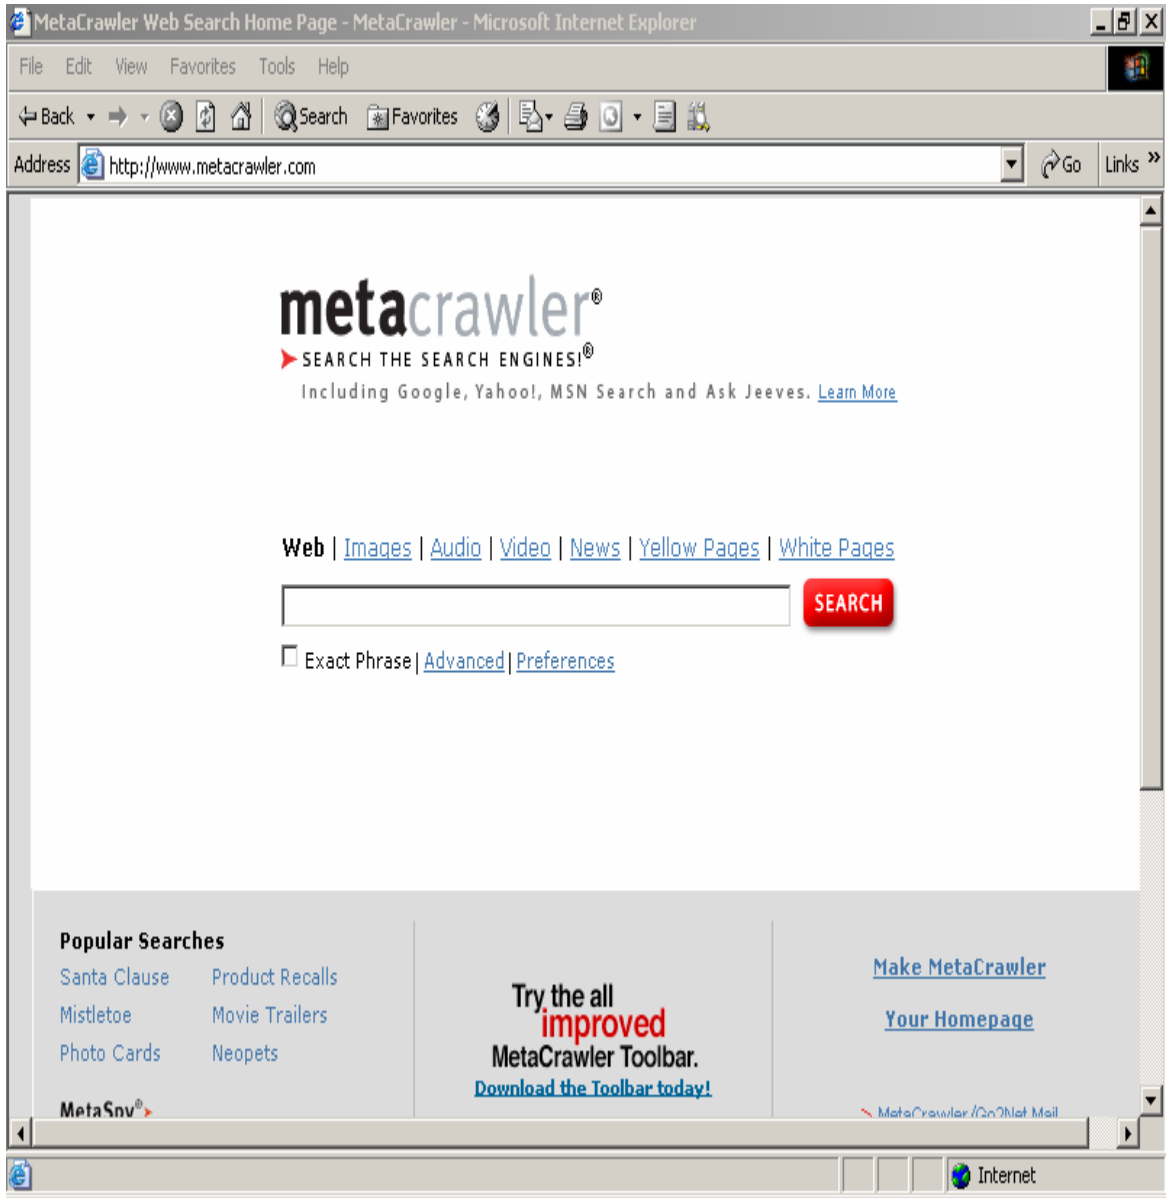 MetaCrawler Web Search Home Page - MetaCrawler - Microsoft Internet Explorer
File Edit View Favorites Tools Help
Back Search Favorites
Address http://www.metacrawler.com Go Links »
metacrawler®
SEARCH THE SEARCH ENGINES!®
Including Google, Yahoo!, MSN Search and Ask Jeeves. Learn More
Web | Images | Audio | Video | News | Yellow Pages | White Pages
SEARCH
Exact Phrase | Advanced | Preferences
Popular Searches
Santa Clause Product Recalls
Mistletoe Movie Trailers
Photo Cards Neopets
MetaSpy®
Try the all
improved
MetaCrawler Toolbar.
Download the Toolbar today!
Make MetaCrawler
Your Homepage
MetaCrawler/Go2Net Mail
Internet